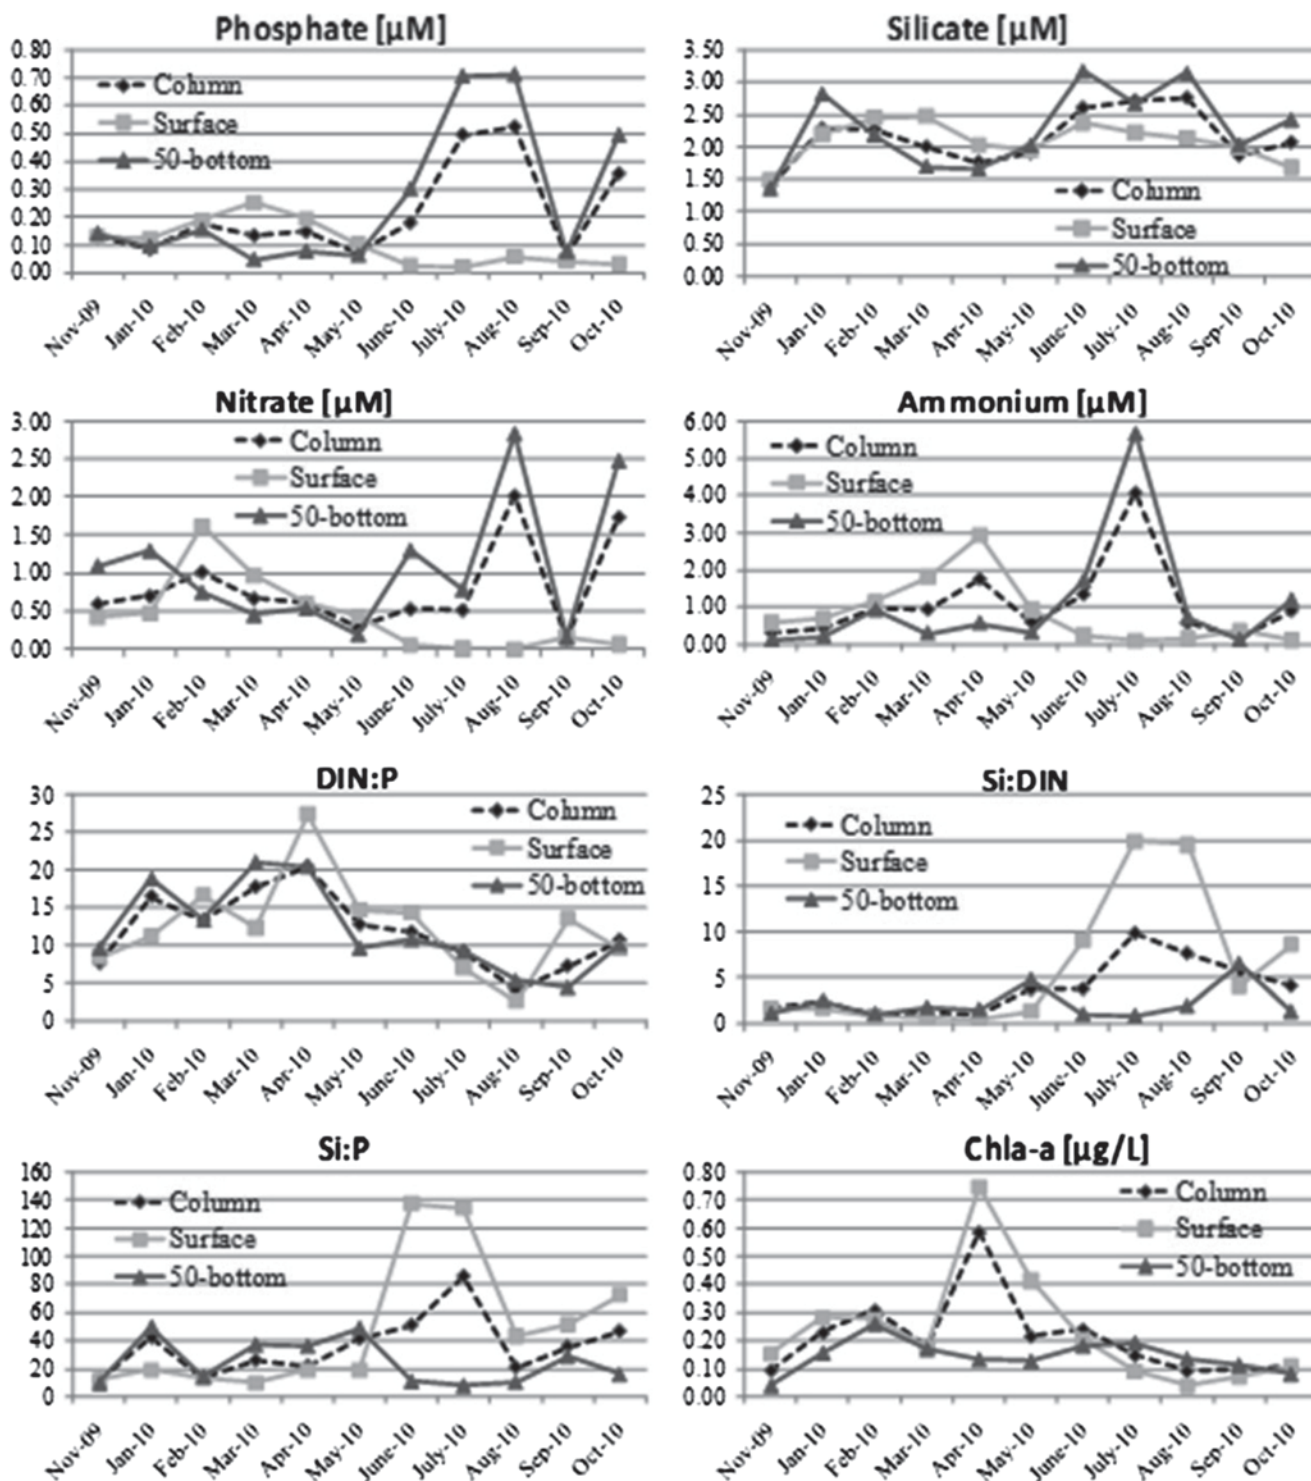 Phosphate [µM]
0.80
0.70
0.60
0.50
0.40
0.30
0.20
0.10
0.00
Column
Surface
50-bottom
Nov-09
Jan-10
Feb-10
Mar-10
Apr-10
May-10
June-10
July-10
Aug-10
Sep-10
Oct-10
Silicate [µM]
3.50
3.00
2.50
2.00
1.50
1.00
0.50
0.00
Column
Surface
50-bottom
Nov-09
Jan-10
Feb-10
Mar-10
Apr-10
May-10
June-10
July-10
Aug-10
Sep-10
Oct-10
Nitrate [µM]
3.00
2.50
2.00
1.50
1.00
0.50
0.00
Column
Surface
50-bottom
Nov-09
Jan-10
Feb-10
Mar-10
Apr-10
May-10
June-10
July-10
Aug-10
Sep-10
Oct-10
Ammonium [µM]
6.00
5.00
4.00
3.00
2.00
1.00
0.00
Column
Surface
50-bottom
Nov-09
Jan-10
Feb-10
Mar-10
Apr-10
May-10
June-10
July-10
Aug-10
Sep-10
Oct-10
DIN:P
30
25
20
15
10
5
0
Column
Surface
50-bottom
Nov-09
Jan-10
Feb-10
Mar-10
Apr-10
May-10
June-10
July-10
Aug-10
Sep-10
Oct-10
Si:DIN
25
20
15
10
5
0
Column
Surface
50-bottom
Nov-09
Jan-10
Feb-10
Mar-10
Apr-10
May-10
June-10
July-10
Aug-10
Sep-10
Oct-10
Si:P
160
140
120
100
80
60
40
20
0
Column
Surface
50-bottom
Nov-09
Jan-10
Feb-10
Mar-10
Apr-10
May-10
June-10
July-10
Aug-10
Sep-10
Oct-10
Chla-a [µg/L]
0.80
0.70
0.60
0.50
0.40
0.30
0.20
0.10
0.00
Column
Surface
50-bottom
Nov-09
Jan-10
Feb-10
Mar-10
Apr-10
May-10
June-10
July-10
Aug-10
Sep-10
Oct-10